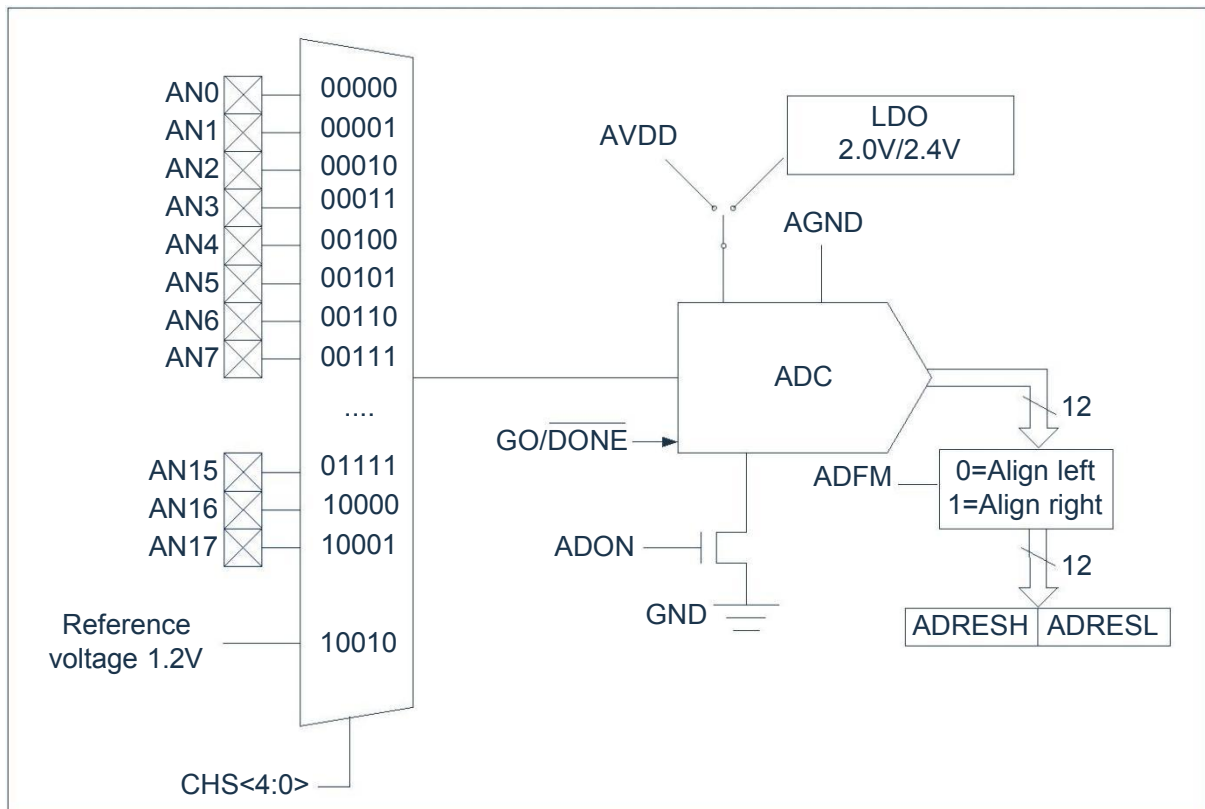 AN0
00000
AN1
00001
AN2
00010
AN3
00011
AN4
00100
AN5
00101
AN6
00110
AN7
00111
....
AN15
01111
AN16
10000
AN17
10001
Reference
voltage 1.2V
10010
CHS<4:0>
AVDD
LDO
2.0V/2.4V
AGND
ADC
GO/DONE
12
ADFM
0=Align left
1=Align right
ADON
12
GND
ADRESH
ADRESL